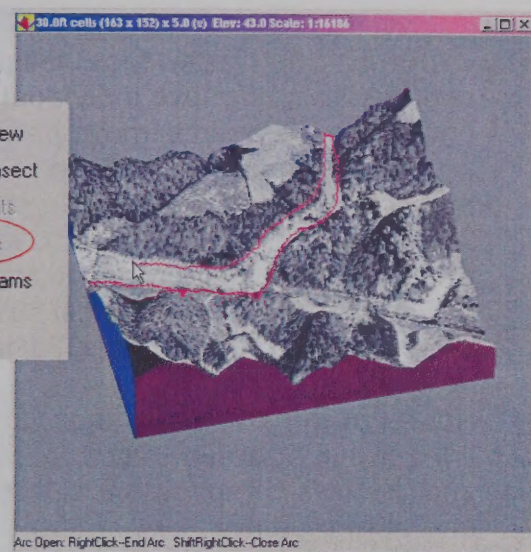 30.0ft cells (163 x 152) x 5.0 (v) Elev: 43.0 Scale: 1:16186
ew
sect
ts
ams
Arc Open: RightClick--End Arc ShiftRightClick--Close Arc